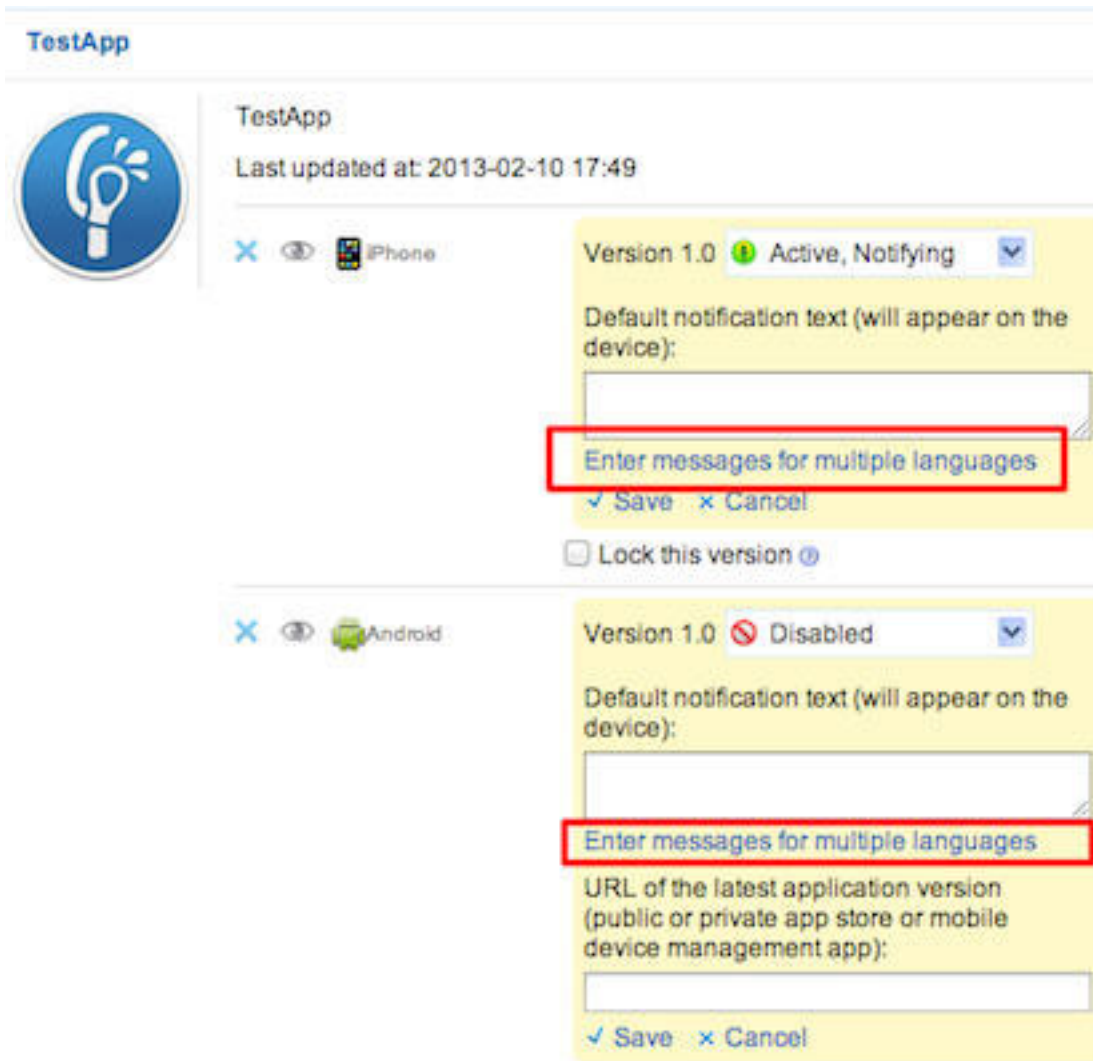 TestApp
TestApp
Last updated at: 2013-02-10 17:49
iPhone
Version 1.0 Active, Notifying
Default notification text (will appear on the
device):
Enter messages for multiple languages
Save Cancel
Lock this version
Android
Version 1.0 Disabled
Default notification text (will appear on the
device):
Enter messages for multiple languages
URL of the latest application version
(public or private app store or mobile
device management app):
Save Cancel